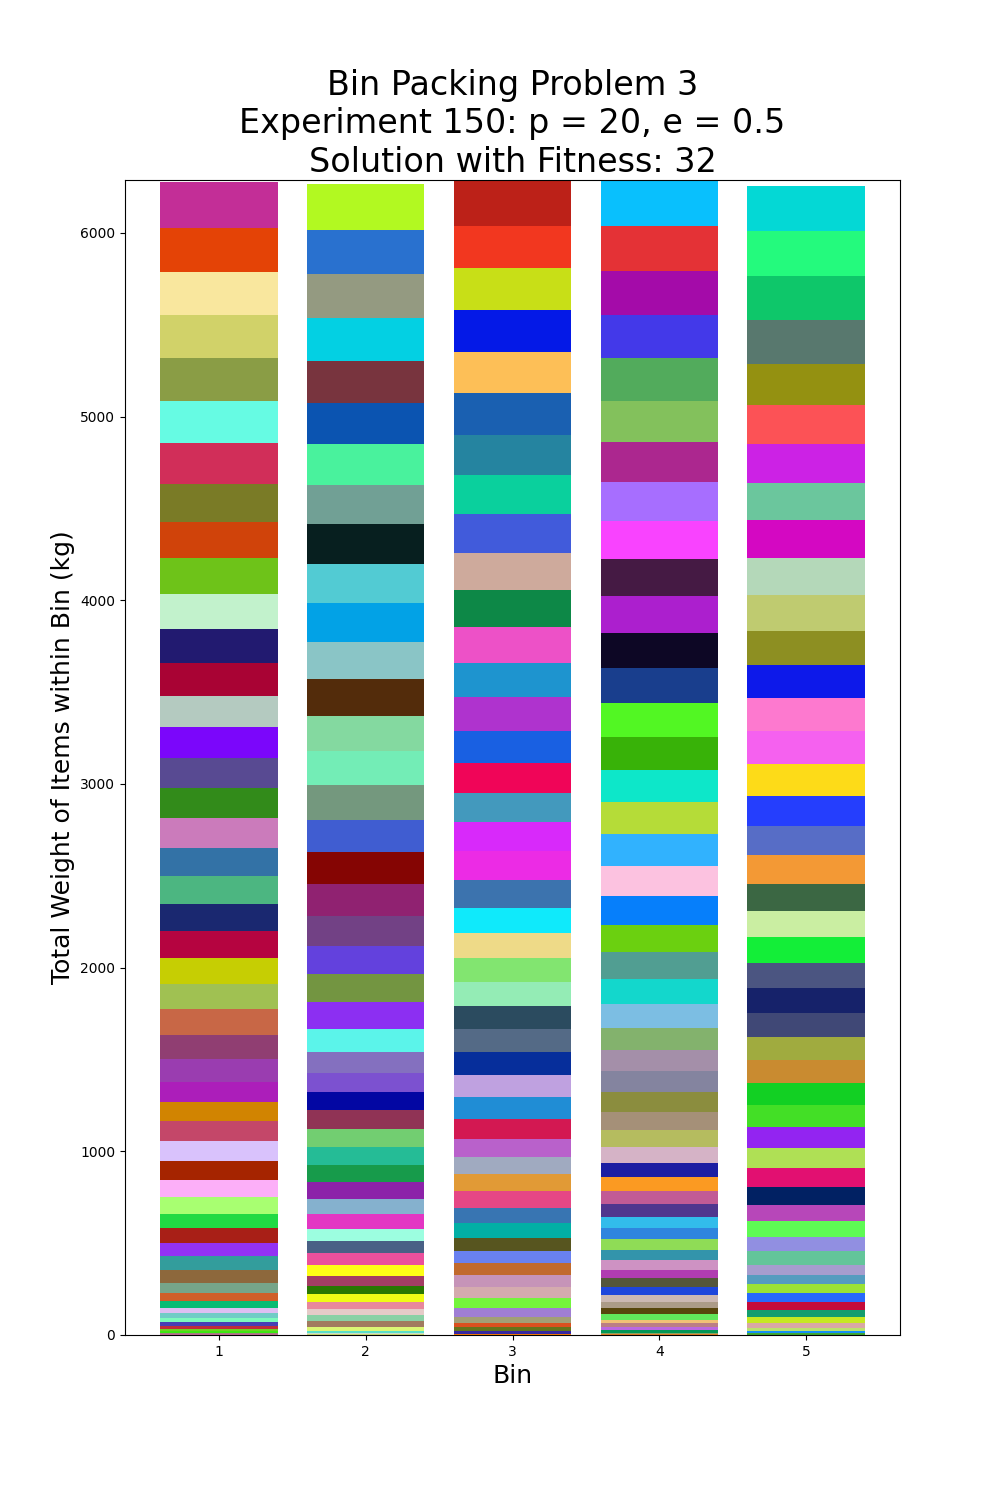 Bin Packing Problem 3
Experiment 150: p = 20, e = 0.5
Solution with Fitness: 32
Total Weight of Items within Bin (kg)
6000
5000
4000
3000
2000
1000
0
1 2 3 4 5
Bin